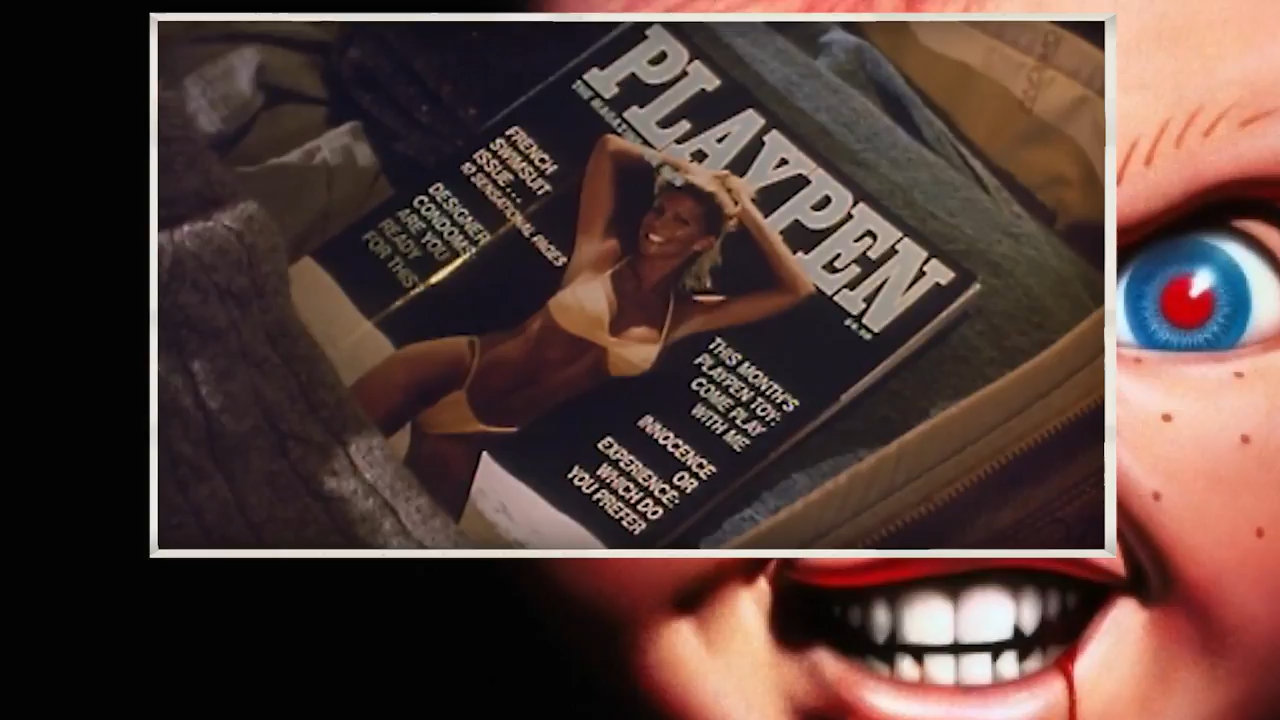 PLAYPEN
FRENCH
SWIMSUIT
ISSUE...
10 SENSATIONAL PAGES
DESIGNER
CONDOMS
ARE YOU
READY
FOR THIS
THIS MONTH'S
PLAYPEN TOY:
COME PLAY
WITH ME
INNOCENCE
OR
EXPERIENCE:
WHICH DO
YOU PREFER